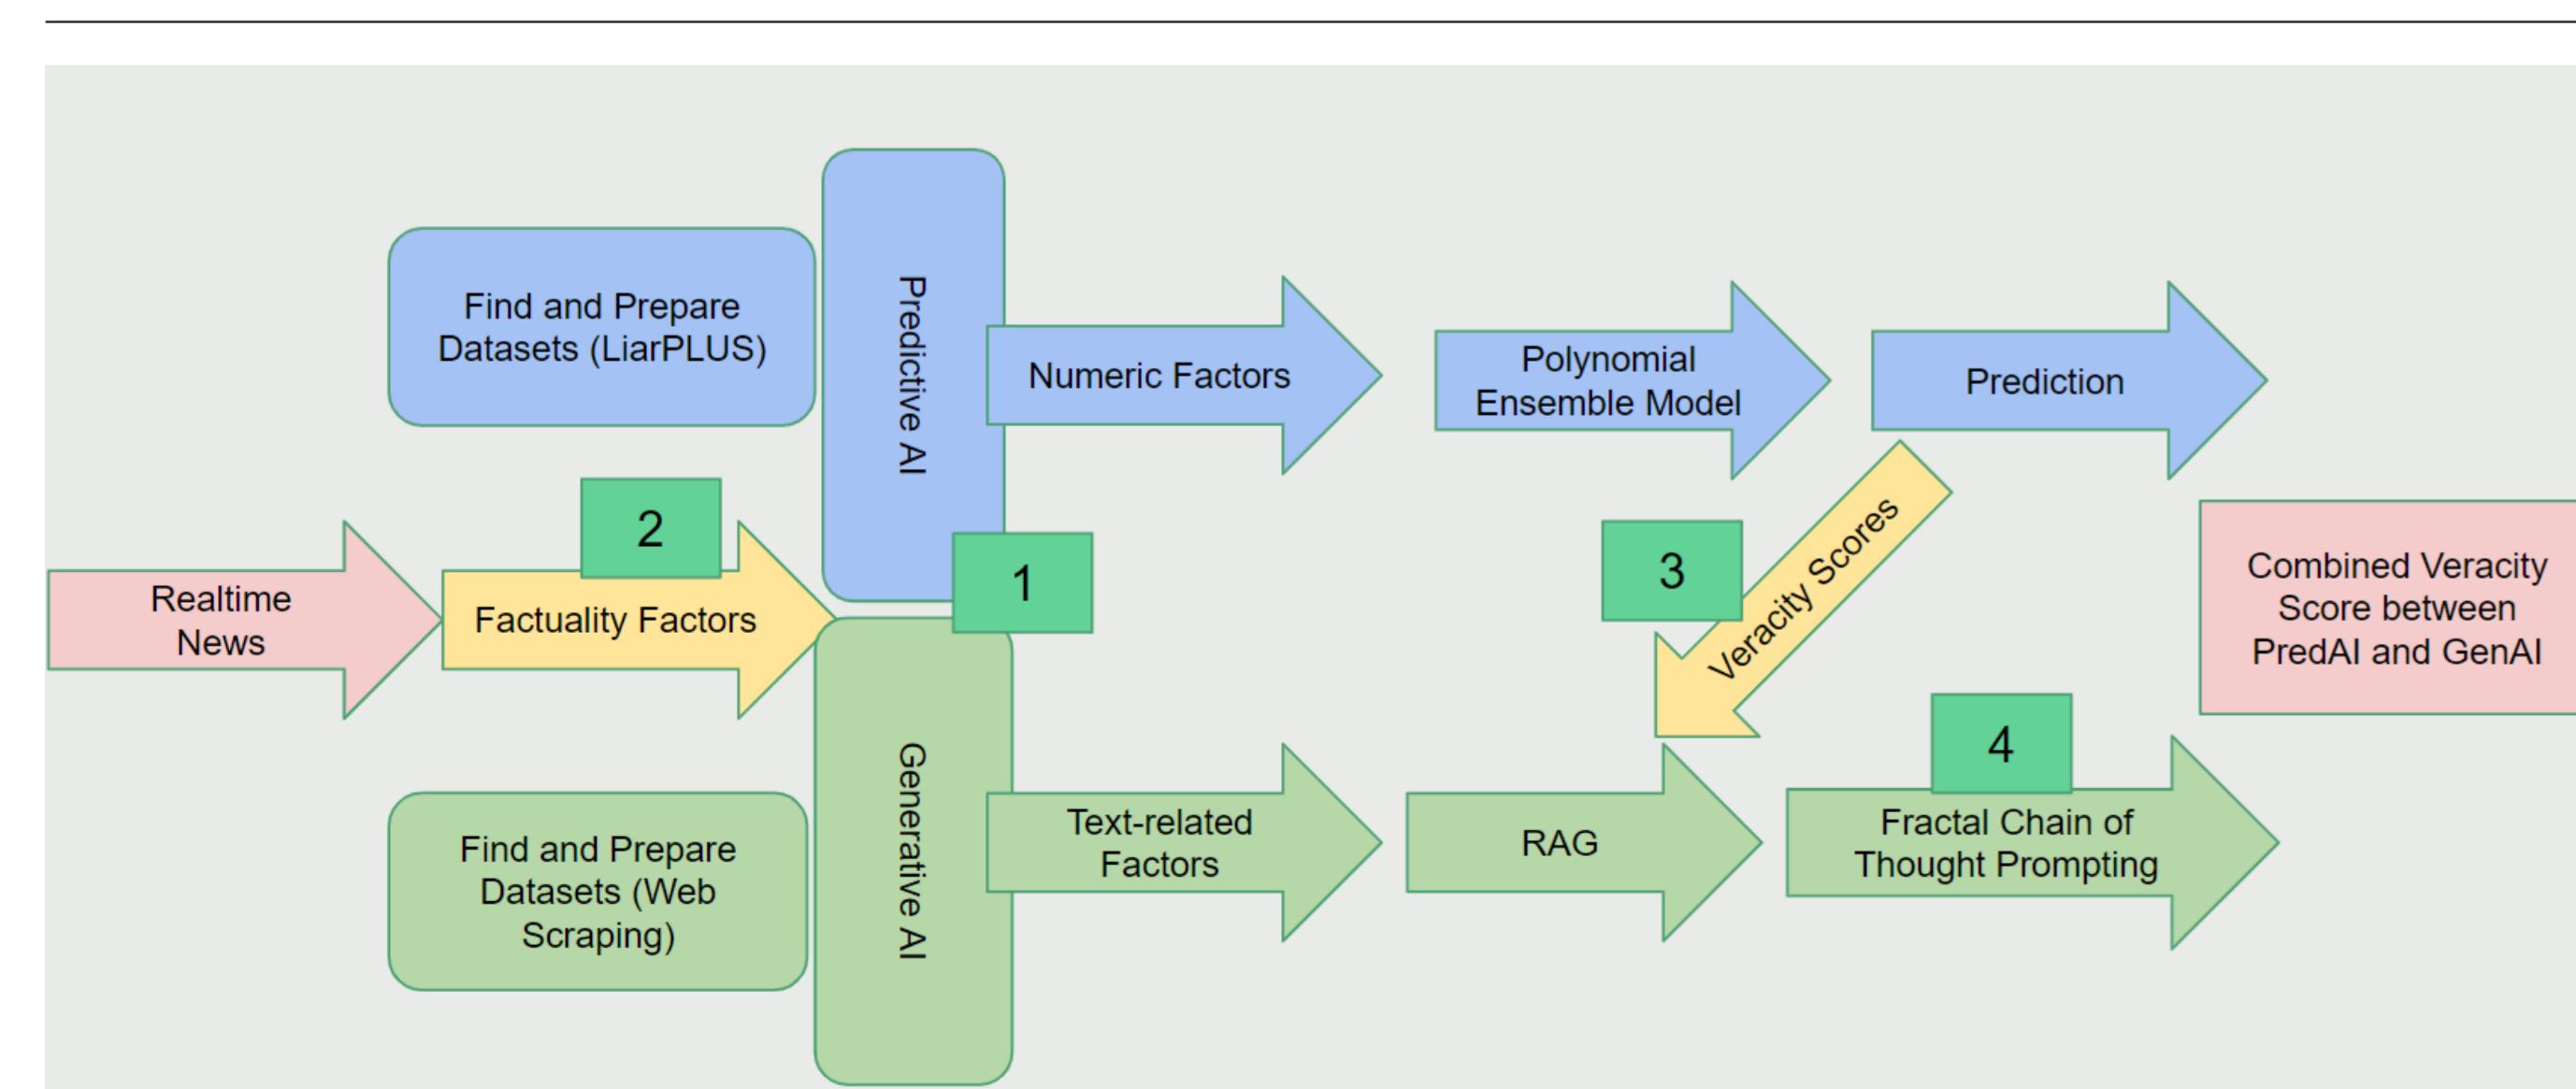 Predictive AI
Find and Prepare
Datasets (LiarPLUS)
Numeric Factors
Polynomial
Ensemble Model
Prediction
2
1
3
Veracity Scores
Realtime
News
Factuality Factors
Combined Veracity
Score between
PredAI and GenAI
4
Generative AI
Find and Prepare
Datasets (Web
Scraping)
Text-related
Factors
RAG
Fractal Chain of
Thought Prompting